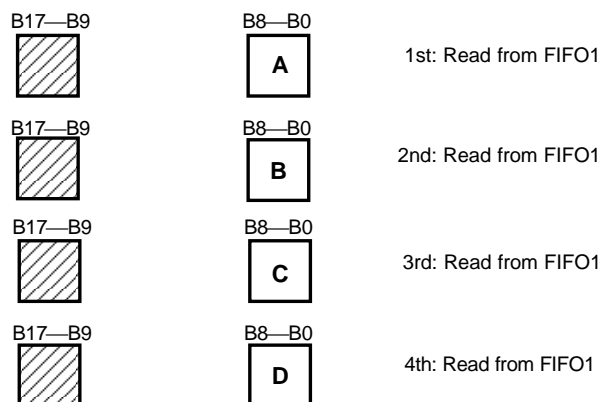 B17—B9 B8—B0
A 1st: Read from FIFO1
B17—B9 B8—B0
B 2nd: Read from FIFO1
B17—B9 B8—B0
C 3rd: Read from FIFO1
B17—B9 B8—B0
D 4th: Read from FIFO1